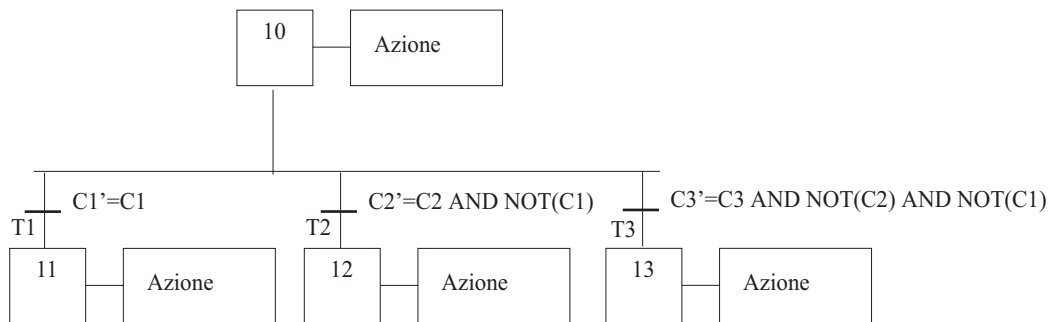 10
Azione
C1’=C1
C2’=C2 AND NOT(C1)
C3’=C3 AND NOT(C2) AND NOT(C1)
T1
T2
T3
11
Azione
12
Azione
13
Azione